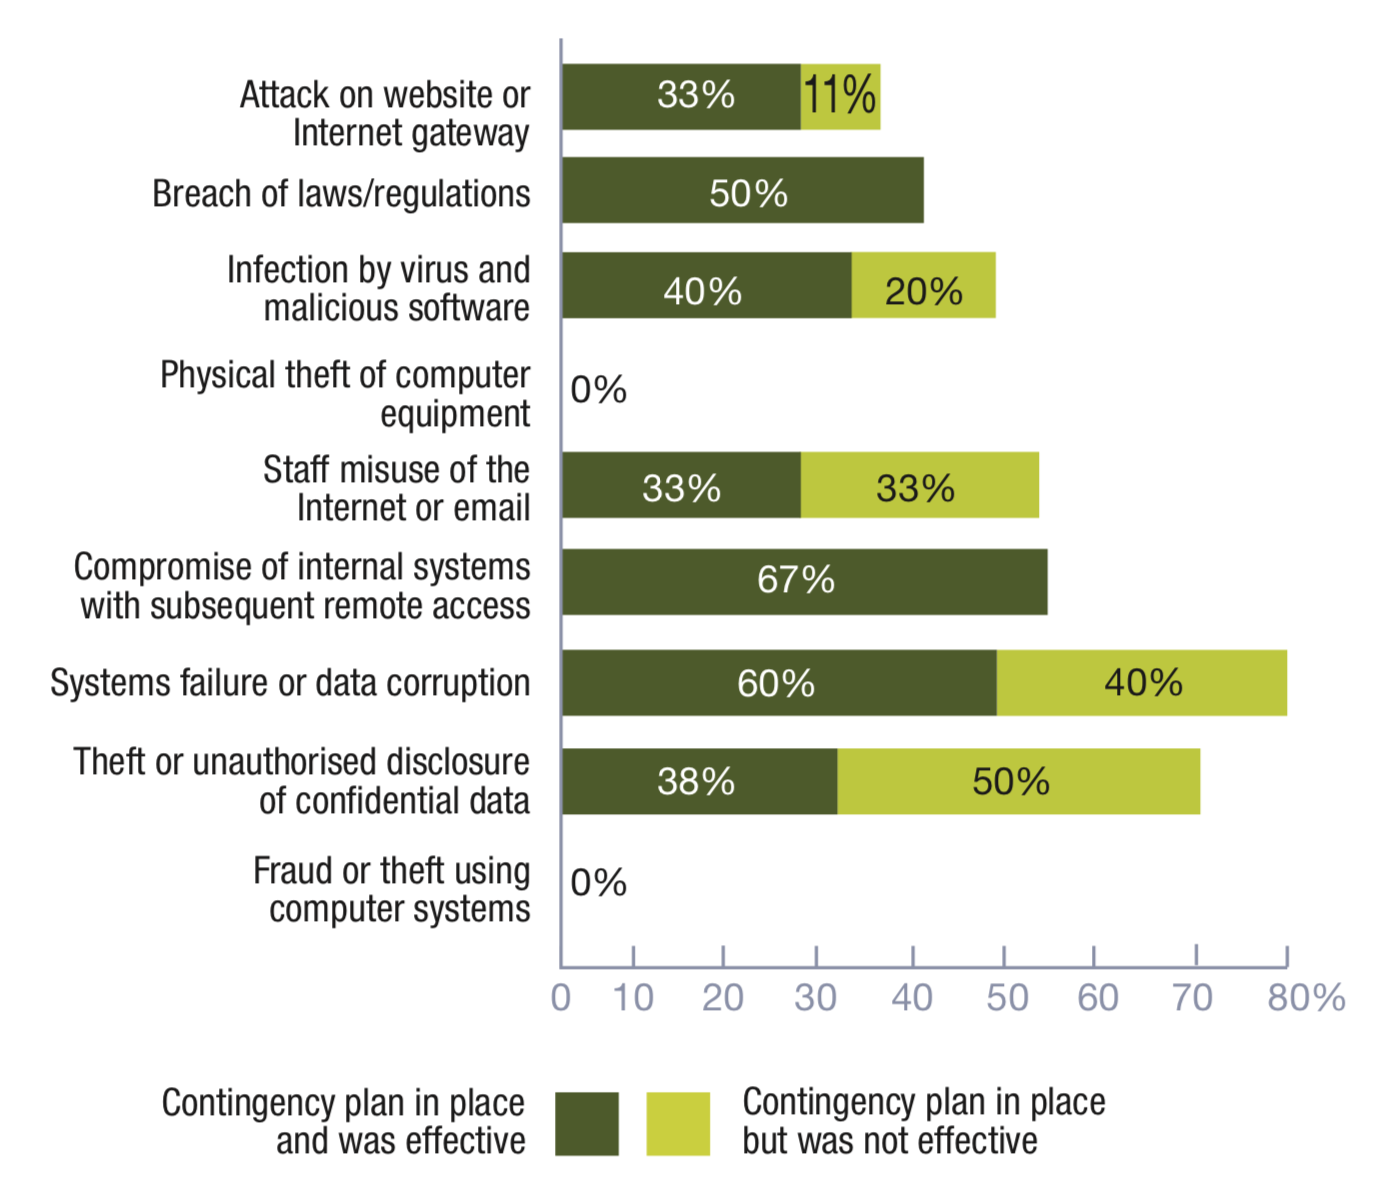 Attack on website or
Internet gateway
33%
11%
Breach of laws/regulations
50%
Infection by virus and
malicious software
40%
20%
Physical theft of computer
equipment
0%
Staff misuse of the
Internet or email
33%
33%
Compromise of internal systems
with subsequent remote access
67%
Systems failure or data corruption
60%
40%
Theft or unauthorised disclosure
of confidential data
38%
50%
Fraud or theft using
computer systems
0%
0 10 20 30 40 50 60 70 80%
Contingency plan in place
and was effective
Contingency plan in place
but was not effective